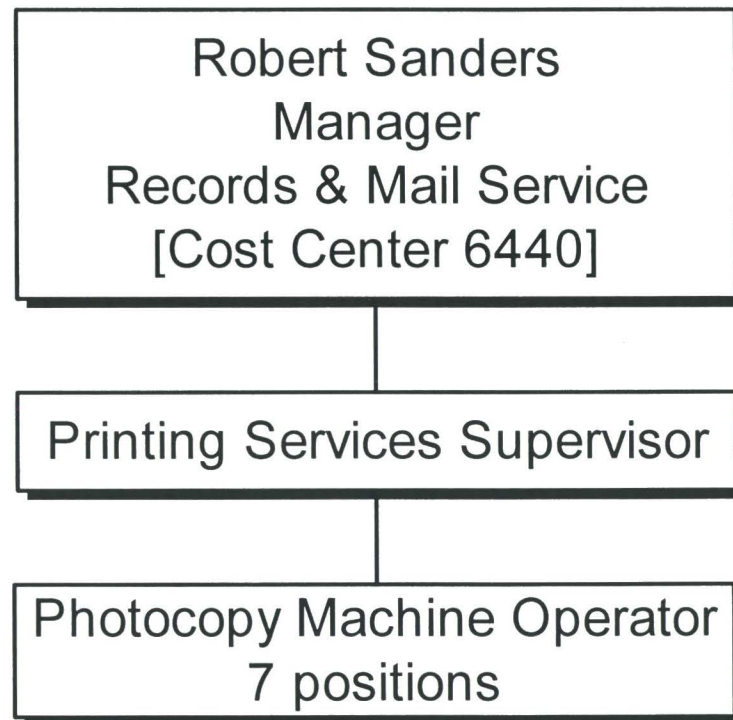 Robert Sanders
Manager
Records & Mail Service
[Cost Center 6440]
Printing Services Supervisor
Photocopy Machine Operator
7 positions